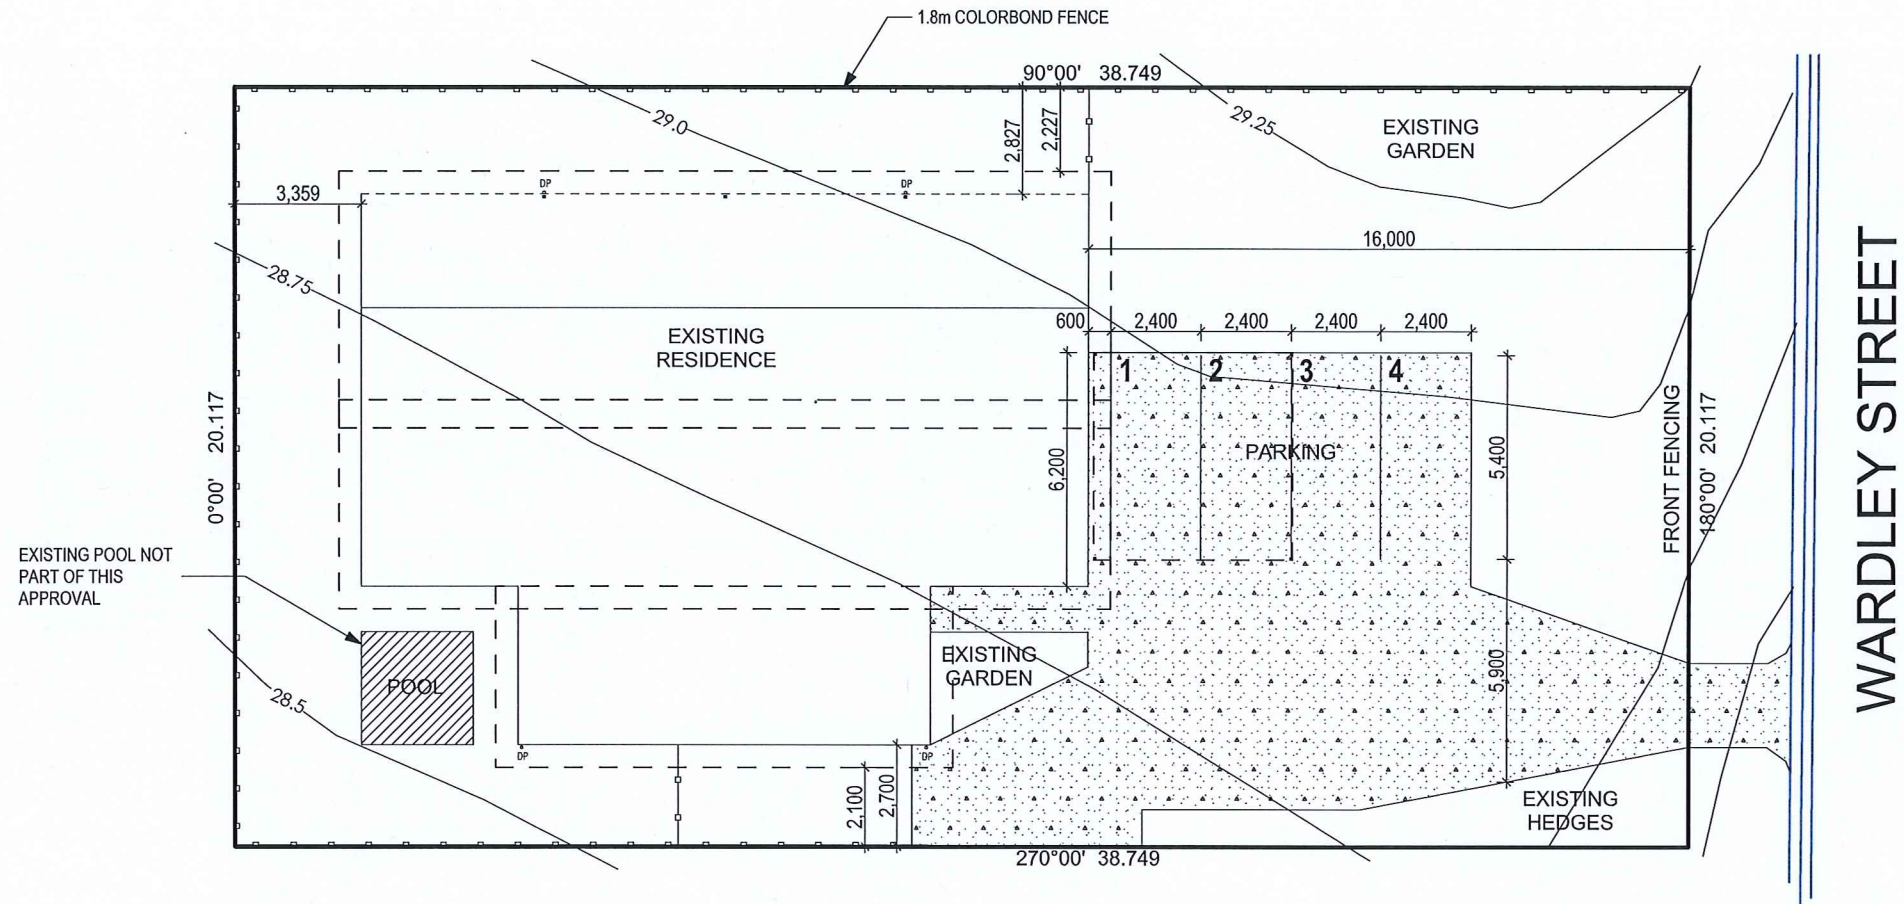 1.8m COLORBOND FENCE
90°00' 38.749
29.0
29.25
EXISTING
GARDEN
2,827
2,227
DP
DP
3,359
16,000
28.75
EXISTING
RESIDENCE
600
2,400
2,400
2,400
2,400
1
2
3
4
PARKING
6,200
5,400
0°00' 20.117
FRONT FENCING
180°00' 20.117
WARDLEY STREET
EXISTING POOL NOT
PART OF THIS
APPROVAL
POOL
28.5
EXISTING
GARDEN
5,900
DP
DP
2,100
2,700
EXISTING
HEDGES
270°00' 38.749